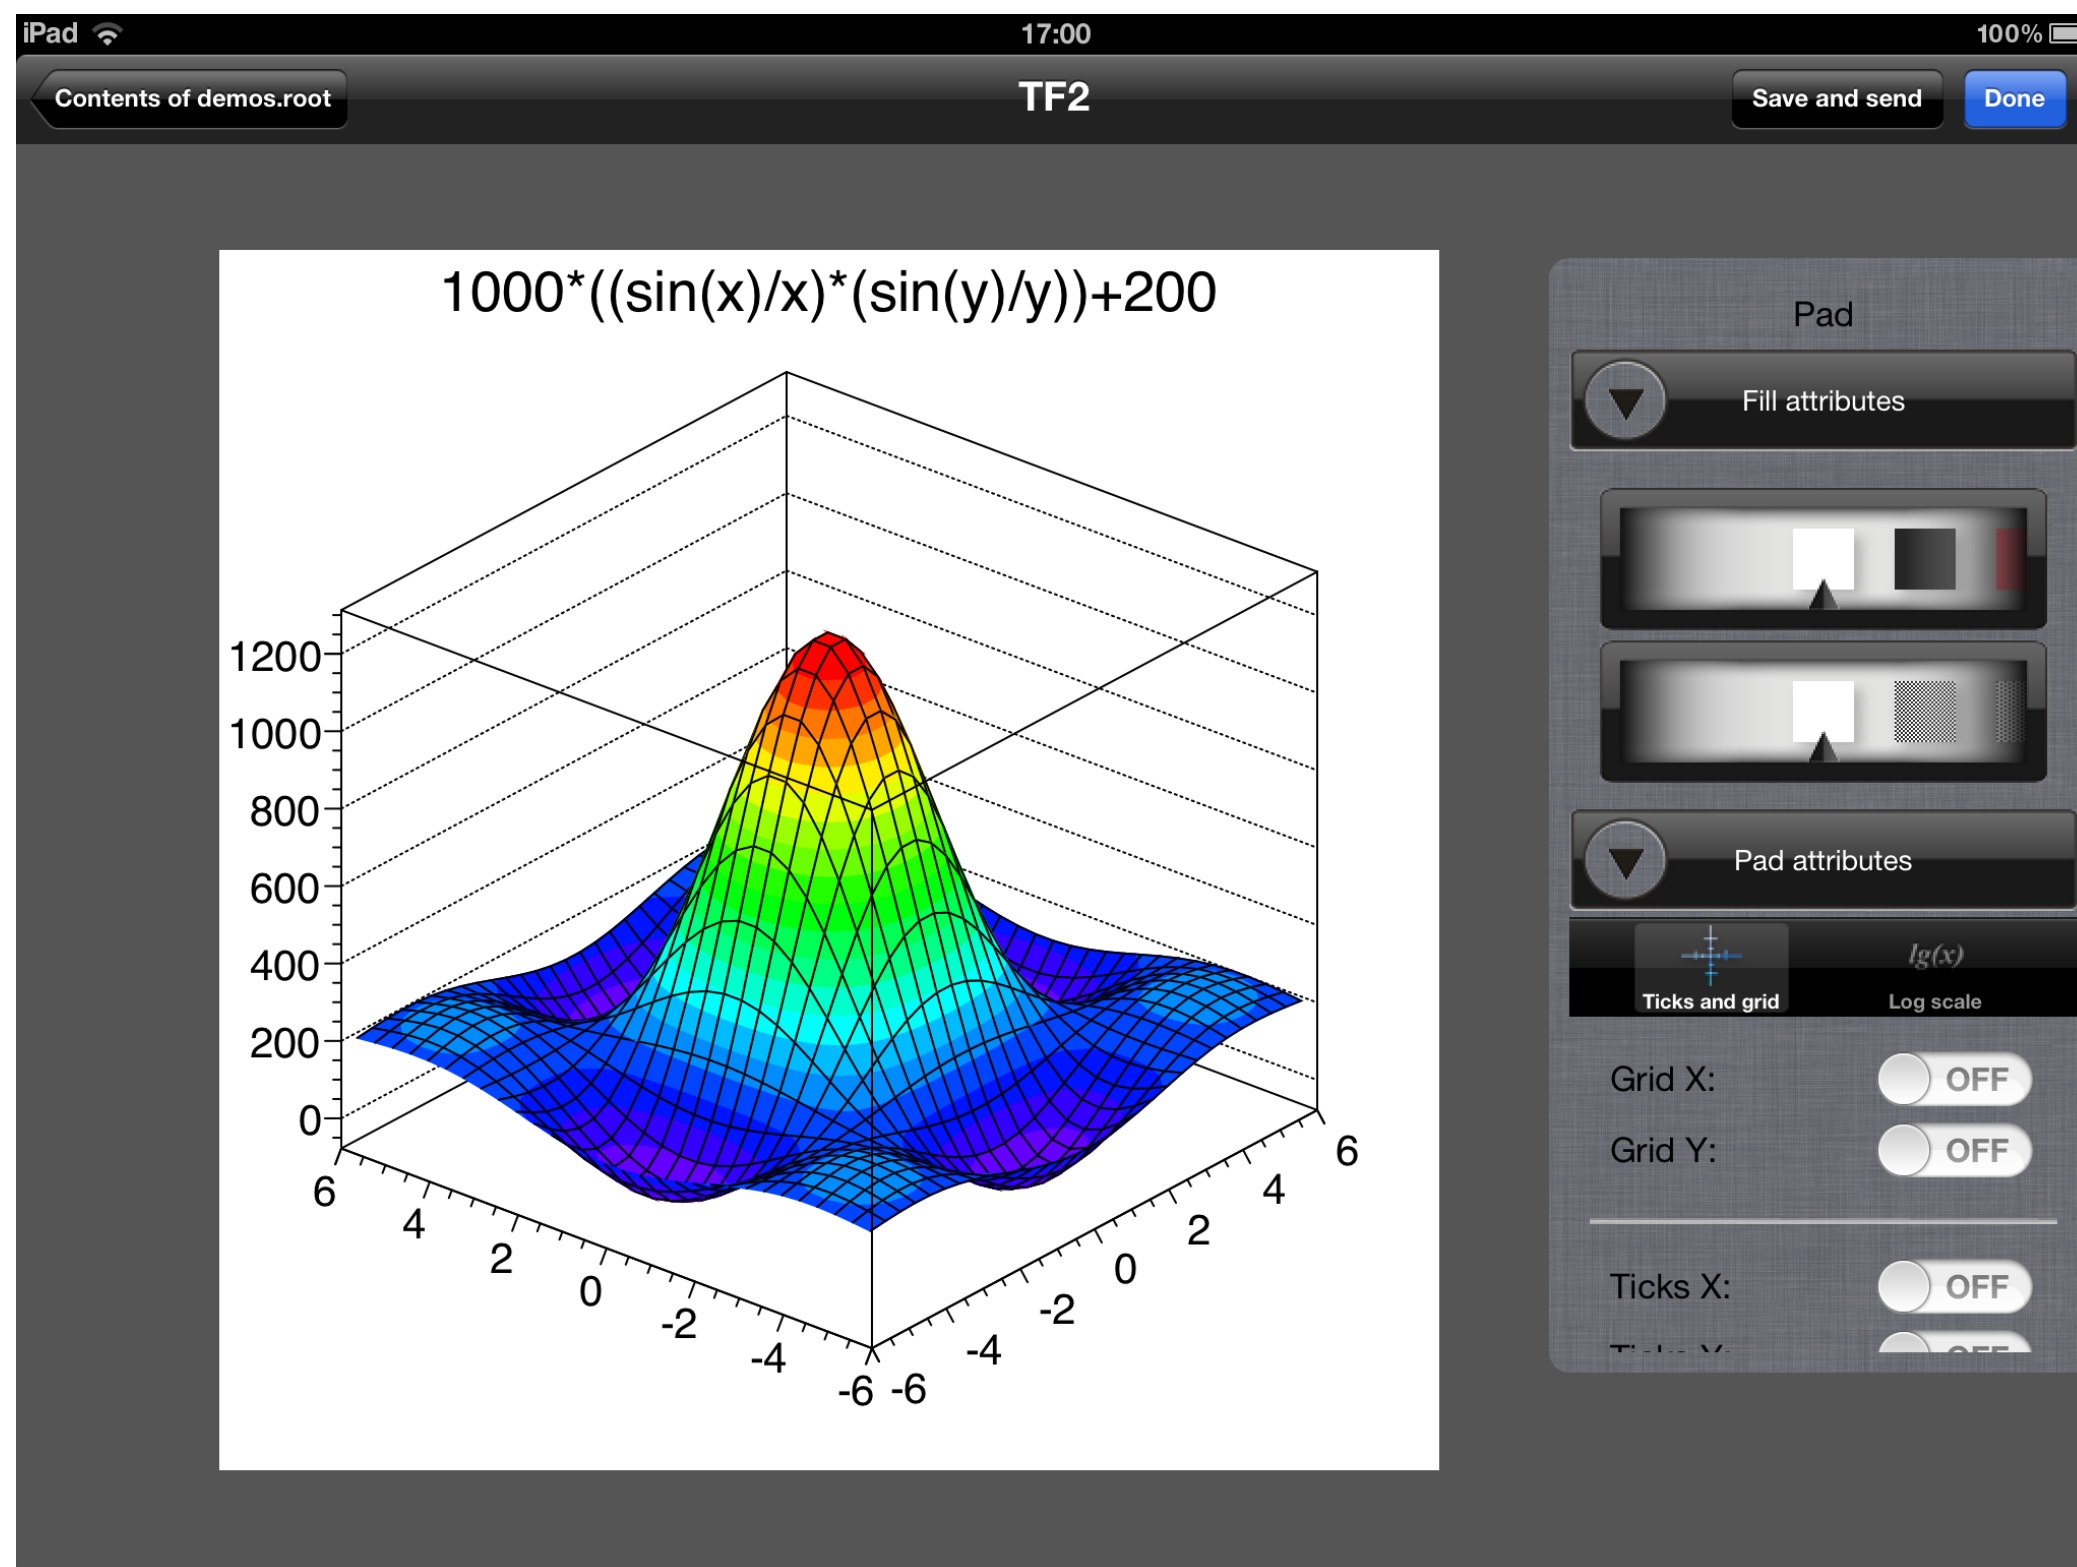 iPad 17:00 100%
Contents of demos.root TF2 Save and send Done
1000*((sin(x)/x)*(sin(y)/y))+200
1200
1000
800
600
400
200
0
6
4
2
0
-2
-4
-6
-6
-4
-2
0
2
4
6
Pad
Fill attributes
Pad attributes
lg(x)
Ticks and grid Log scale
Grid X: OFF
Grid Y: OFF
Ticks X: OFF
Ticks Y: OFF